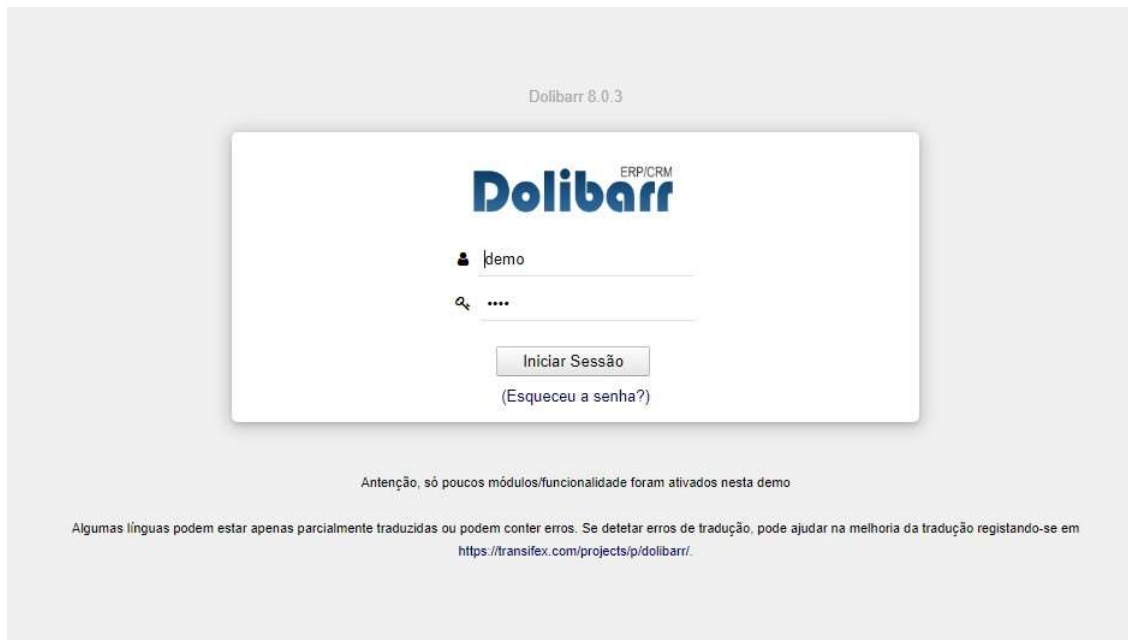 Dolibarr 8.0.3
ERP/CRM
Dolibarr
demo
••••
Iniciar Sessão
(Esqueceu a senha?)
Antenção, só poucos módulos/funcionalidade foram ativados nesta demo
Algumas línguas podem estar apenas parcialmente traduzidas ou podem conter erros. Se detetar erros de tradução, pode ajudar na melhoria da tradução registando-se em
https://transifex.com/projects/p/dolibarr/.